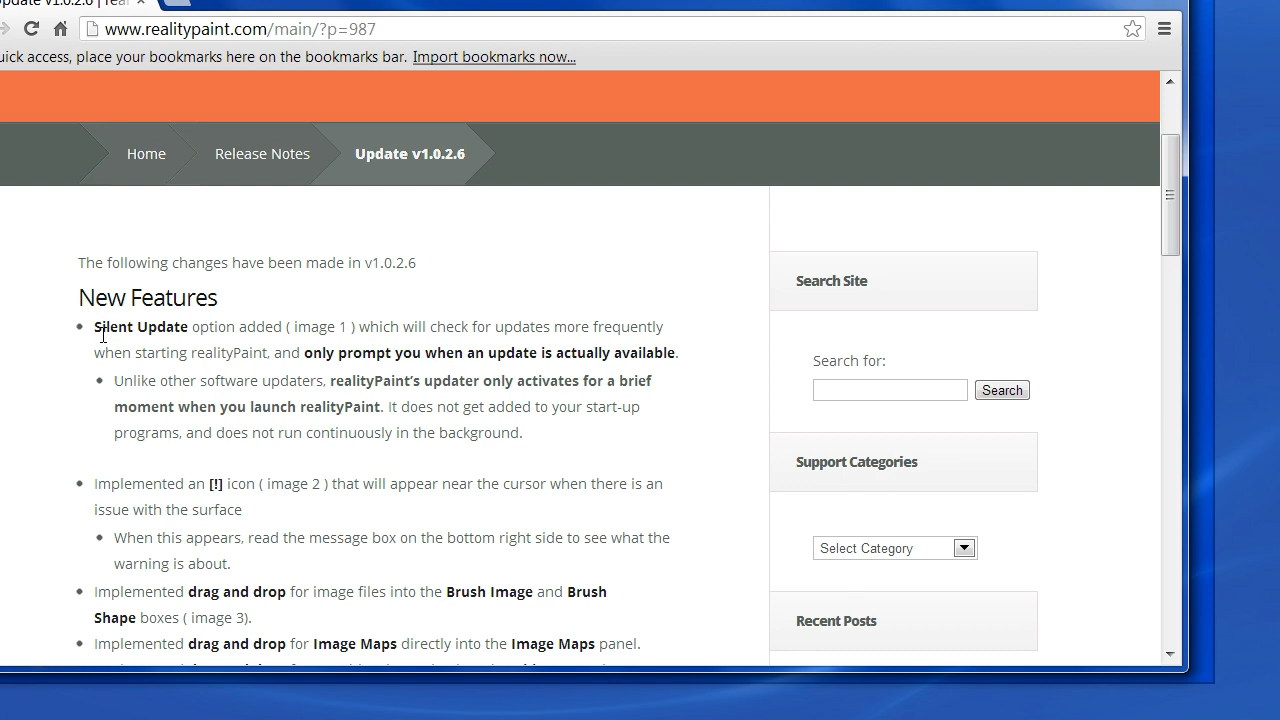 Update v1.0.2.6 |
www.realitypaint.com/main/?p=987
uick access, place your bookmarks here on the bookmarks bar. Import bookmarks now...
Home
Release Notes
Update v1.0.2.6
The following changes have been made in v1.0.2.6
New Features
Silent Update option added ( image 1 ) which will check for updates more frequently
when starting realityPaint, and only prompt you when an update is actually available.
Unlike other software updaters, realityPaint’s updater only activates for a brief
moment when you launch realityPaint. It does not get added to your start-up
programs, and does not run continuously in the background.
Implemented an [!] icon ( image 2 ) that will appear near the cursor when there is an
issue with the surface
When this appears, read the message box on the bottom right side to see what the
warning is about.
Implemented drag and drop for image files into the Brush Image and Brush
Shape boxes ( image 3).
Implemented drag and drop for Image Maps directly into the Image Maps panel.
Search Site
Search for:
Search
Support Categories
Select Category
Recent Posts